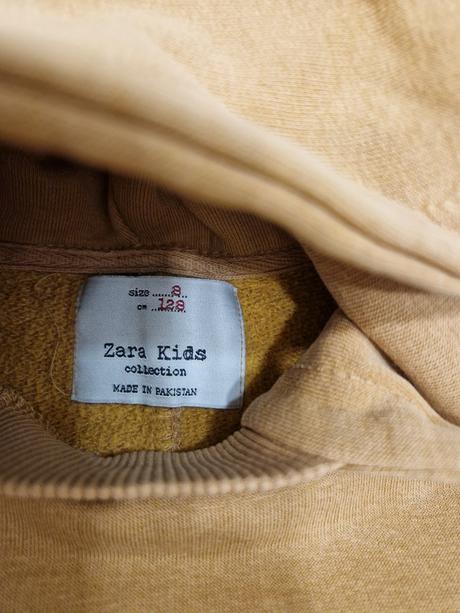 size ....... 8 ..
cm ..128..
Zara Kids
collection
MADE IN PAKISTAN